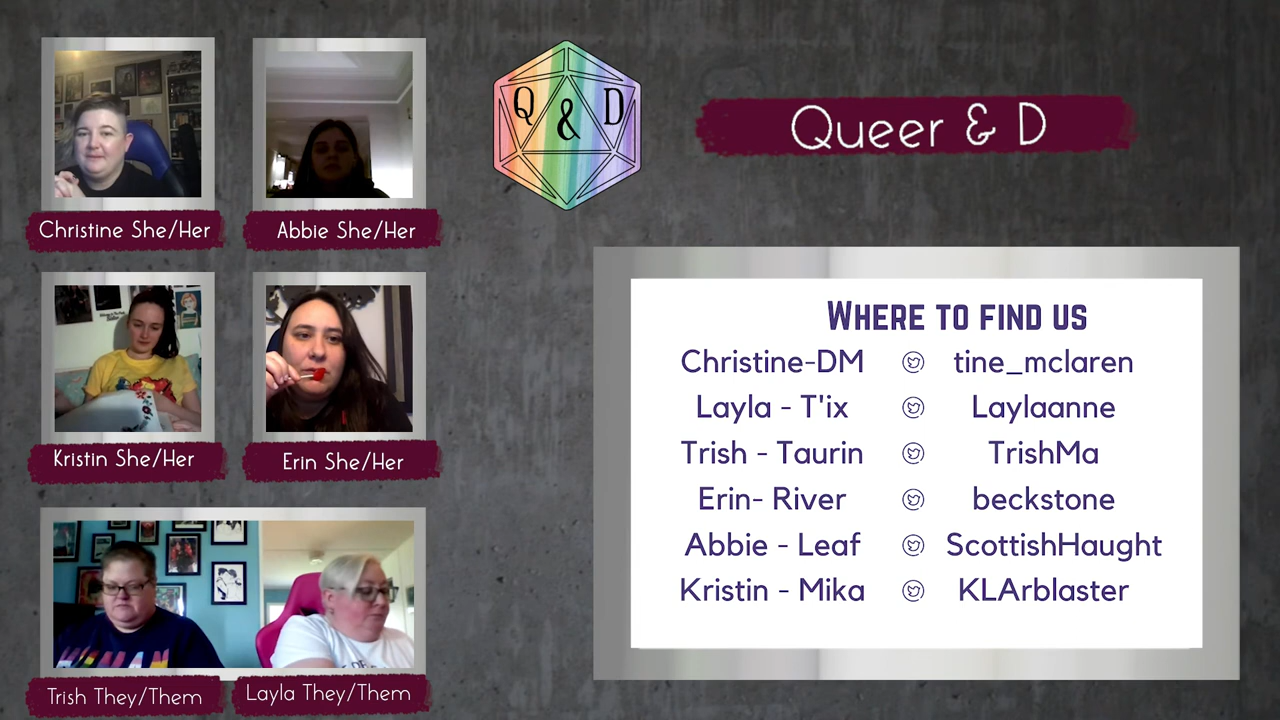 Q & D
Queer & D
Christine She/Her
Abbie She/Her
Kristin She/Her
Erin She/Her
Trish They/Them
Layla They/Them
WHERE TO FIND US
Christine-DM tine_mclaren
Layla - T'ix Laylaanne
Trish - Taurin TrishMa
Erin- River beckstone
Abbie - Leaf ScottishHaught
Kristin - Mika KLArblaster